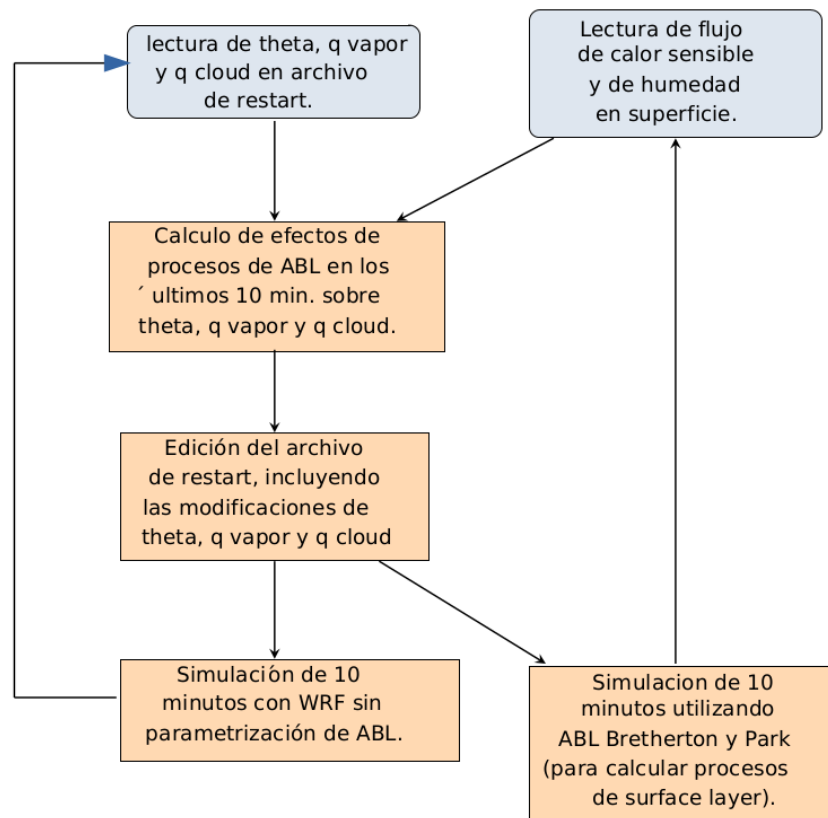 lectura de theta, q vapor
y q cloud en archivo
de restart.
Lectura de flujo
de calor sensible
y de humedad
en superficie.
Calculo de efectos de
procesos de ABL en los
´ ultimos 10 min. sobre
theta, q vapor y q cloud.
Edición del archivo
de restart, incluyendo
las modificaciones de
theta, q vapor y q cloud
Simulación de 10
minutos con WRF sin
parametrización de ABL.
Simulacion de 10
minutos utilizando
ABL Bretherton y Park
(para calcular procesos
de surface layer).